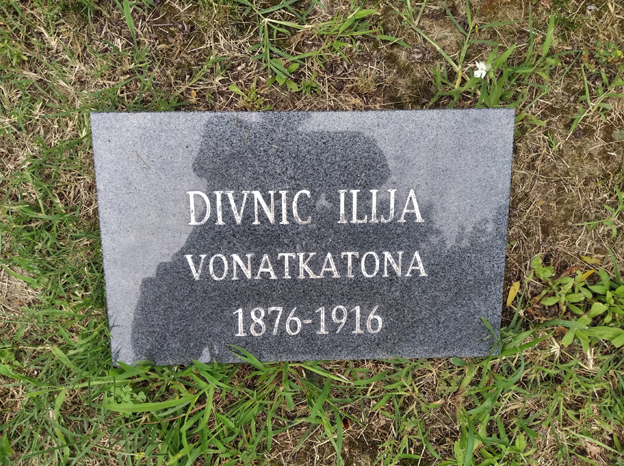 DIVNIC ILIJA
VONATKATONA
1876-1916